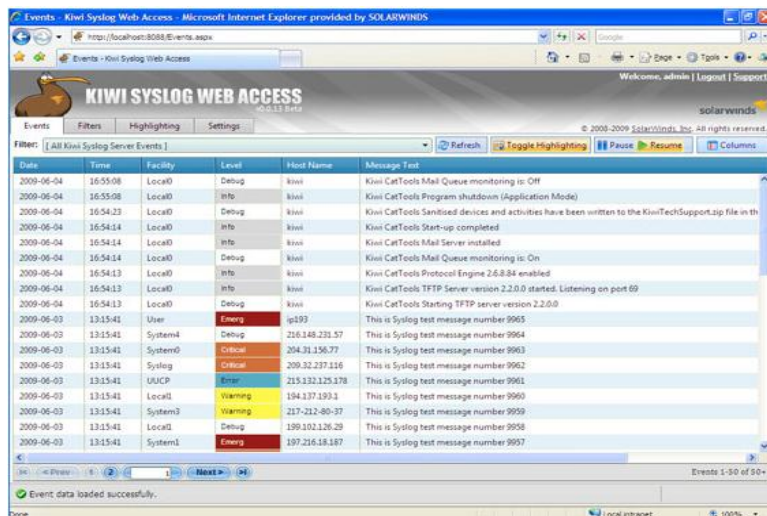 Events - Kiwi Syslog Web Access - Microsoft Internet Explorer provided by SOLARWINDS
http://localhost:8088/Events.aspx
Google
Events - Kiwi Syslog Web Access
Page
Tools
Welcome, admin | Logout | Support
KIWI SYSLOG WEB ACCESS
v0.0.13 Beta
solarwinds
Events Filters Highlighting Settings
© 2008-2009 SolarWinds, Inc. All rights reserved.
Filter: [ All Kiwi Syslog Server Events ] Refresh Toggle Highlighting Pause Resume Columns
Date Time Facility Level Host Name Message Text
2009-06-04 16:55:08 Local0 Debug kiwi Kiwi CatTools Mail Queue monitoring is: Off
2009-06-04 16:55:08 Local0 Info kiwi Kiwi CatTools Program shutdown (Application Mode)
2009-06-04 16:54:23 Local0 Debug kiwi Kiwi CatTools Sanitised devices and activities have been written to the KiwiTechSupport.zip file in th
2009-06-04 16:54:14 Local0 Info kiwi Kiwi CatTools Start-up completed
2009-06-04 16:54:14 Local0 Info kiwi Kiwi CatTools Mail Server installed
2009-06-04 16:54:14 Local0 Debug kiwi Kiwi CatTools Mail Queue monitoring is: On
2009-06-04 16:54:13 Local0 Info kiwi Kiwi CatTools Protocol Engine 2.6.8.84 enabled
2009-06-04 16:54:13 Local0 Info kiwi Kiwi CatTools TFTP Server version 2.2.0.0 started. Listening on port 69
2009-06-04 16:54:13 Local0 Debug kiwi Kiwi CatTools Starting TFTP server version 2.2.0.0
2009-06-03 13:15:41 User Emerg ip193 This is Syslog test message number 9965
2009-06-03 13:15:41 System4 Debug 216.148.231.57 This is Syslog test message number 9964
2009-06-03 13:15:41 System0 Critical 204.31.156.77 This is Syslog test message number 9963
2009-06-03 13:15:41 Syslog Critical 209.32.237.116 This is Syslog test message number 9962
2009-06-03 13:15:41 UUCP Error 215.132.125.178 This is Syslog test message number 9961
2009-06-03 13:15:41 Local1 Warning 194.137.193.1 This is Syslog test message number 9960
2009-06-03 13:15:41 System3 Warning 217-212-80-37 This is Syslog test message number 9959
2009-06-03 13:15:41 Local1 Debug 199.102.126.29 This is Syslog test message number 9958
2009-06-03 13:15:41 System1 Emerg 197.216.18.187 This is Syslog test message number 9957
< Prev 1 2 1 Next > Events 1-50 of 50+
Event data loaded successfully.
Done Local intranet 100%